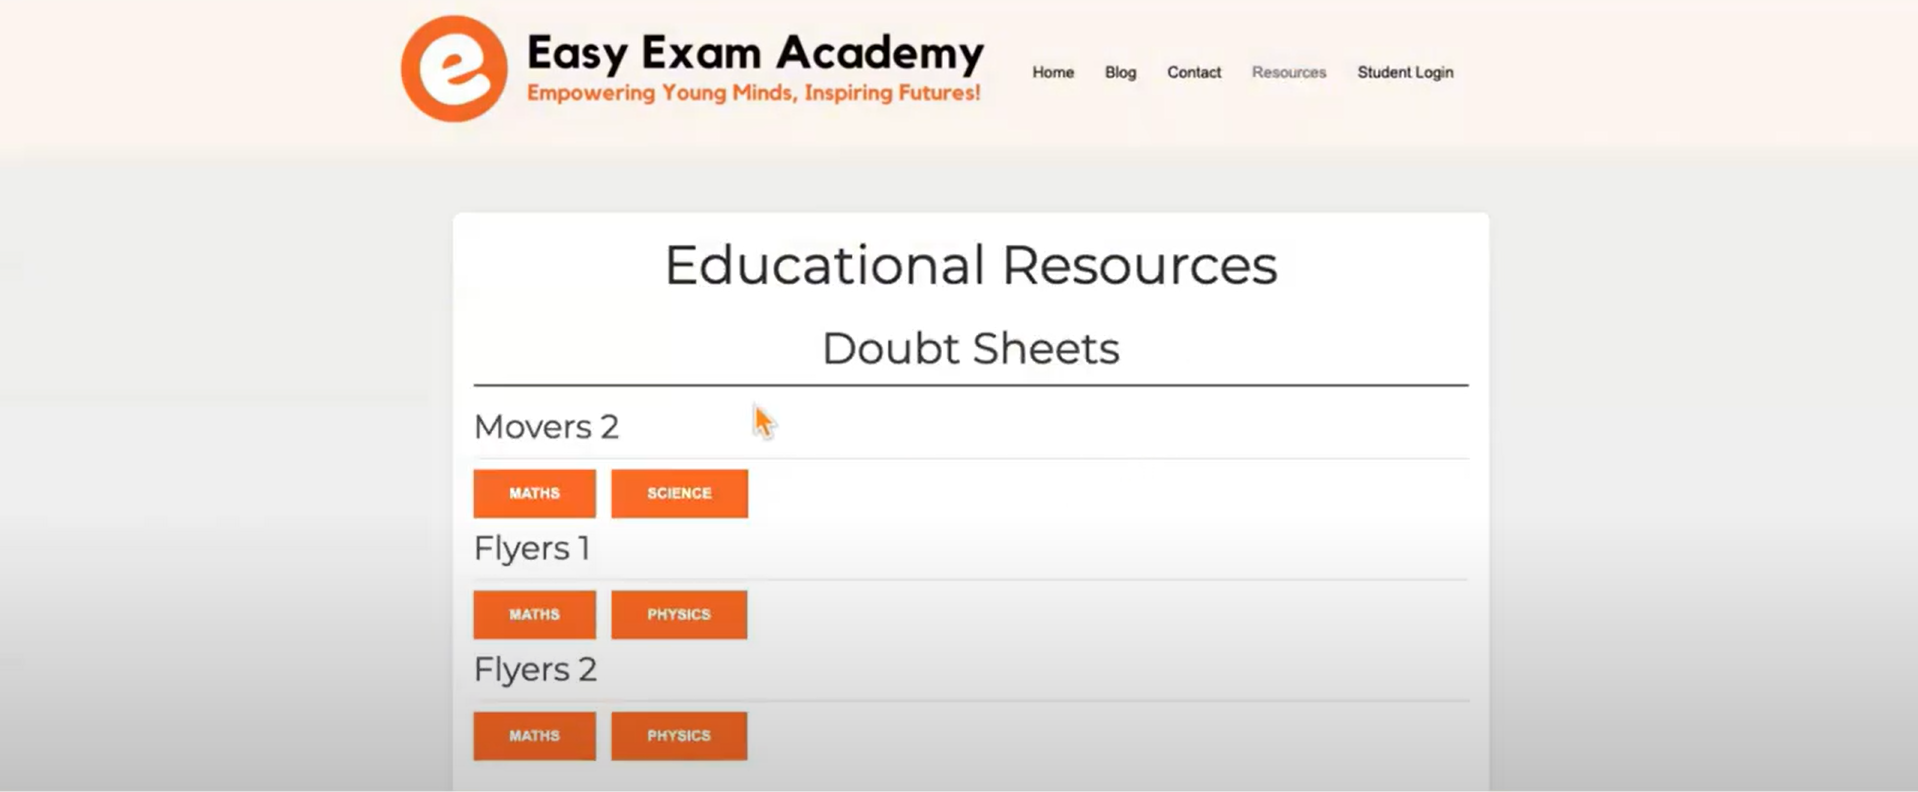 e
Easy Exam Academy
Empowering Young Minds, Inspiring Futures!
Home Blog Contact Resources Student Login
Educational Resources
Doubt Sheets
Movers 2
MATHS SCIENCE
Flyers 1
MATHS PHYSICS
Flyers 2
MATHS PHYSICS